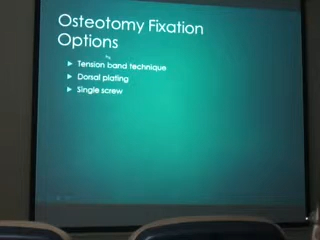 Osteotomy Fixation
Options
Tension band technique
Dorsal plating
Single screw